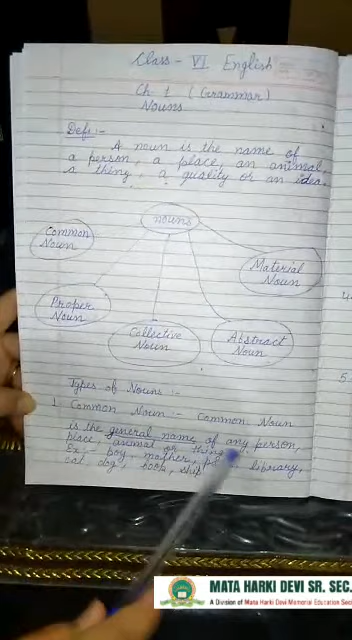 Class - VI English
Ch 1 (Grammar)
Nouns
Def :-
A noun is the name of
a person, a place, an animal,
a thing, a quality or an idea.
nouns
Common
Noun
Material
Noun
Proper
Noun
Collective
Noun
Abstract
Noun
Types of Nouns :-
1. Common Noun :- Common Noun
is the general name of any person,
place, animal or thing.
Ex :- boy, mother, library,
cat, dog, book, ship
5.
MATA HARKI DEVI SR. SEC.
A Division of Mata Harki Devi Memorial Education Soc